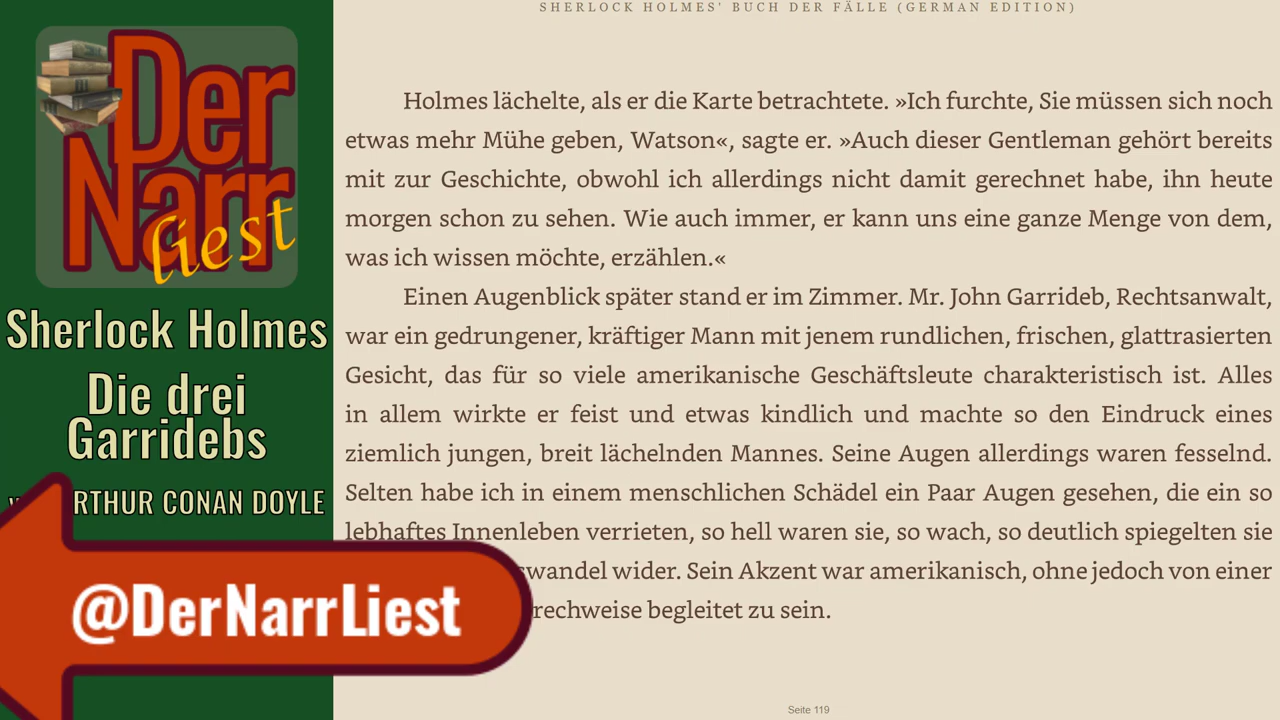 Der
Narr
liest
Sherlock Holmes
Die drei
Garridebs
ARTHUR CONAN DOYLE
@DerNarrLiest
SHERLOCK HOLMES' BUCH DER FÄLLE (GERMAN EDITION)
Holmes lächelte, als er die Karte betrachtete. »Ich furchte, Sie müssen sich noch
etwas mehr Mühe geben, Watson«, sagte er. »Auch dieser Gentleman gehört bereits
mit zur Geschichte, obwohl ich allerdings nicht damit gerechnet habe, ihn heute
morgen schon zu sehen. Wie auch immer, er kann uns eine ganze Menge von dem,
was ich wissen möchte, erzählen.«
Einen Augenblick später stand er im Zimmer. Mr. John Garrideb, Rechtsanwalt,
war ein gedrungener, kräftiger Mann mit jenem rundlichen, frischen, glattrasierten
Gesicht, das für so viele amerikanische Geschäftsleute charakteristisch ist. Alles
in allem wirkte er feist und etwas kindlich und machte so den Eindruck eines
ziemlich jungen, breit lächelnden Mannes. Seine Augen allerdings waren fesselnd.
Selten habe ich in einem menschlichen Schädel ein Paar Augen gesehen, die ein so
lebhaftes Innenleben verrieten, so hell waren sie, so wach, so deutlich spiegelten sie
wandel wider. Sein Akzent war amerikanisch, ohne jedoch von einer
rechweise begleitet zu sein.
Seite 119